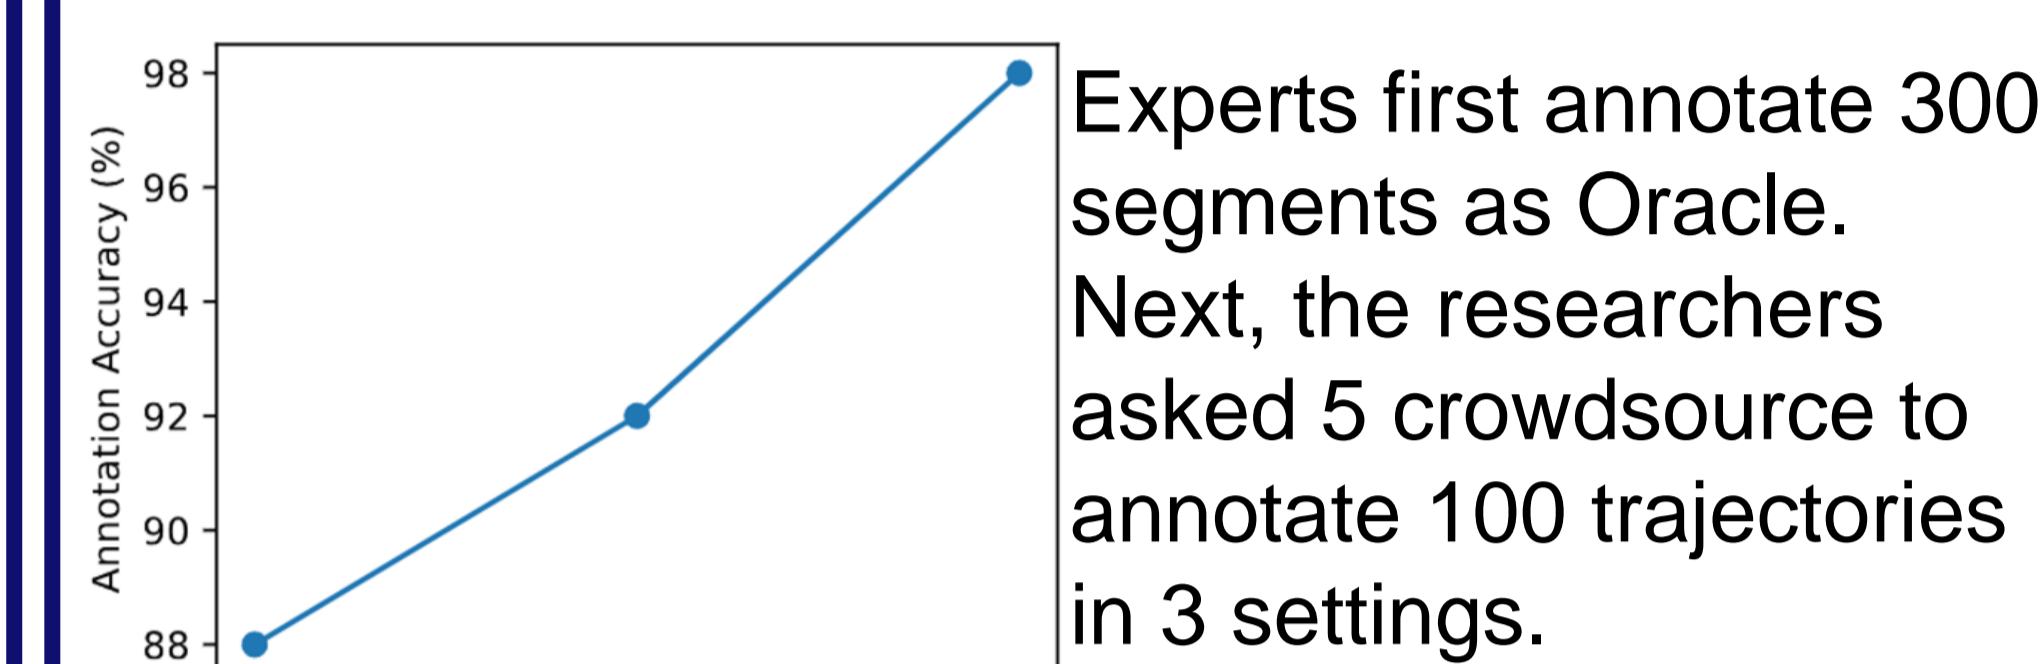 98
96
94
92
90
88
Annotation Accuracy (%)
Experts first annotate 300
segments as Oracle.
Next, the researchers
asked 5 crowdsource to
annotate 100 trajectories
in 3 settings.